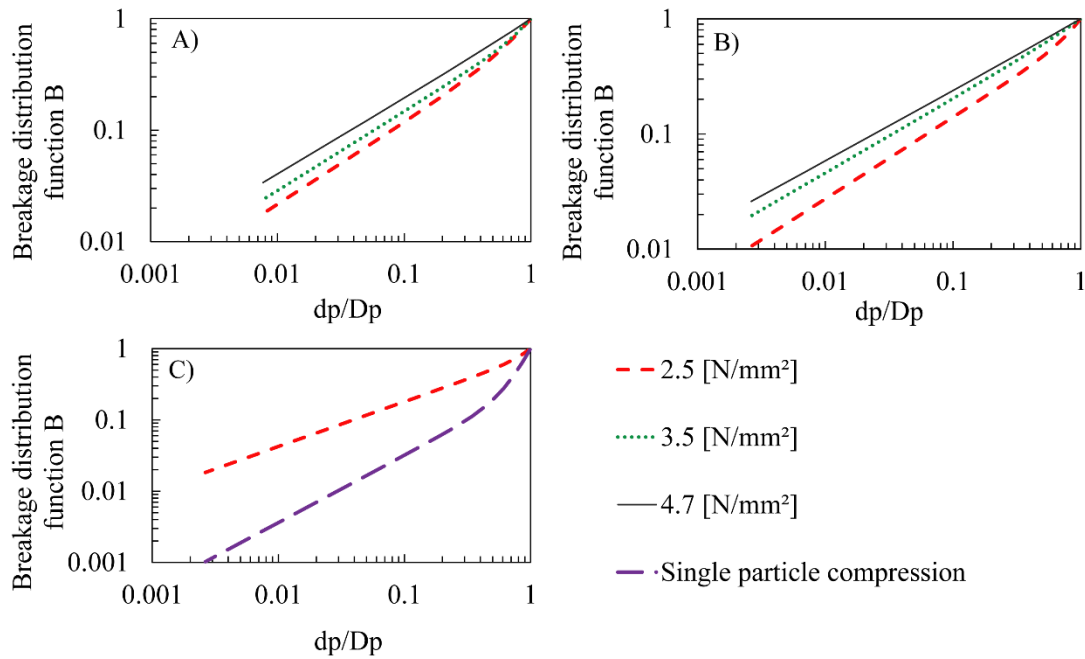 A)
Breakage distribution
function B
1
0.1
0.01
0.001
0.01
0.1
1
dp/Dp
B)
Breakage distribution
function B
1
0.1
0.01
0.001
0.01
0.1
1
dp/Dp
C)
Breakage distribution
function B
1
0.1
0.01
0.001
0.001
0.01
0.1
1
dp/Dp
2.5 [N/mm²]
3.5 [N/mm²]
4.7 [N/mm²]
Single particle compression